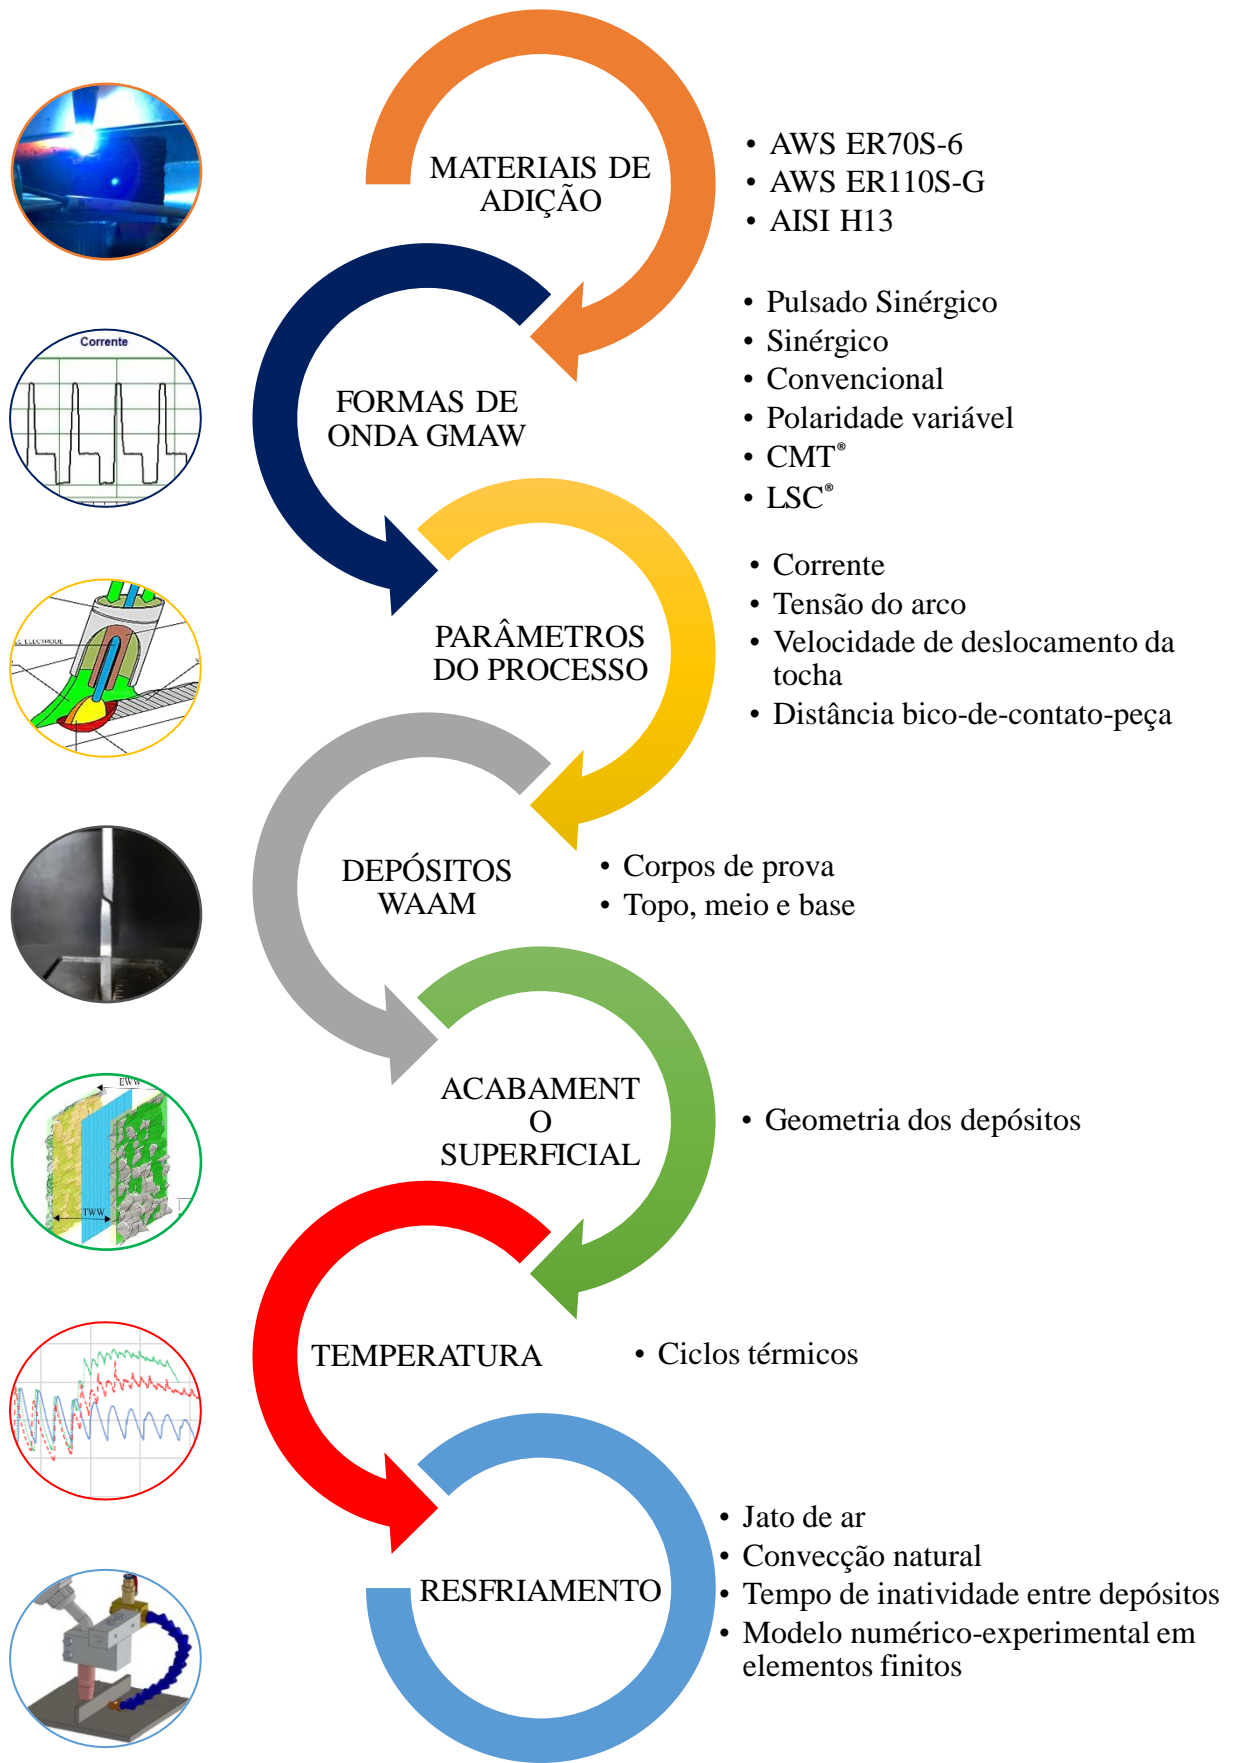 MATERIAIS DE
ADIÇÃO
• AWS ER70S-6
• AWS ER110S-G
• AISI H13
Corrente
FORMAS DE
ONDA GMAW
• Pulsado Sinérgico
• Sinérgico
• Convencional
• Polaridade variável
• CMT®
• LSC®
ELECTRODE
PARÂMETROS
DO PROCESSO
• Corrente
• Tensão do arco
• Velocidade de deslocamento da
tocha
• Distância bico-de-contato-peça
DEPÓSITOS
WAAM
• Corpos de prova
• Topo, meio e base
EWW
TWW
ACABAMENT
O
SUPERFICIAL
• Geometria dos depósitos
TEMPERATURA
• Ciclos térmicos
RESFRIAMENTO
• Jato de ar
• Convecção natural
• Tempo de inatividade entre depósitos
• Modelo numérico-experimental em
elementos finitos